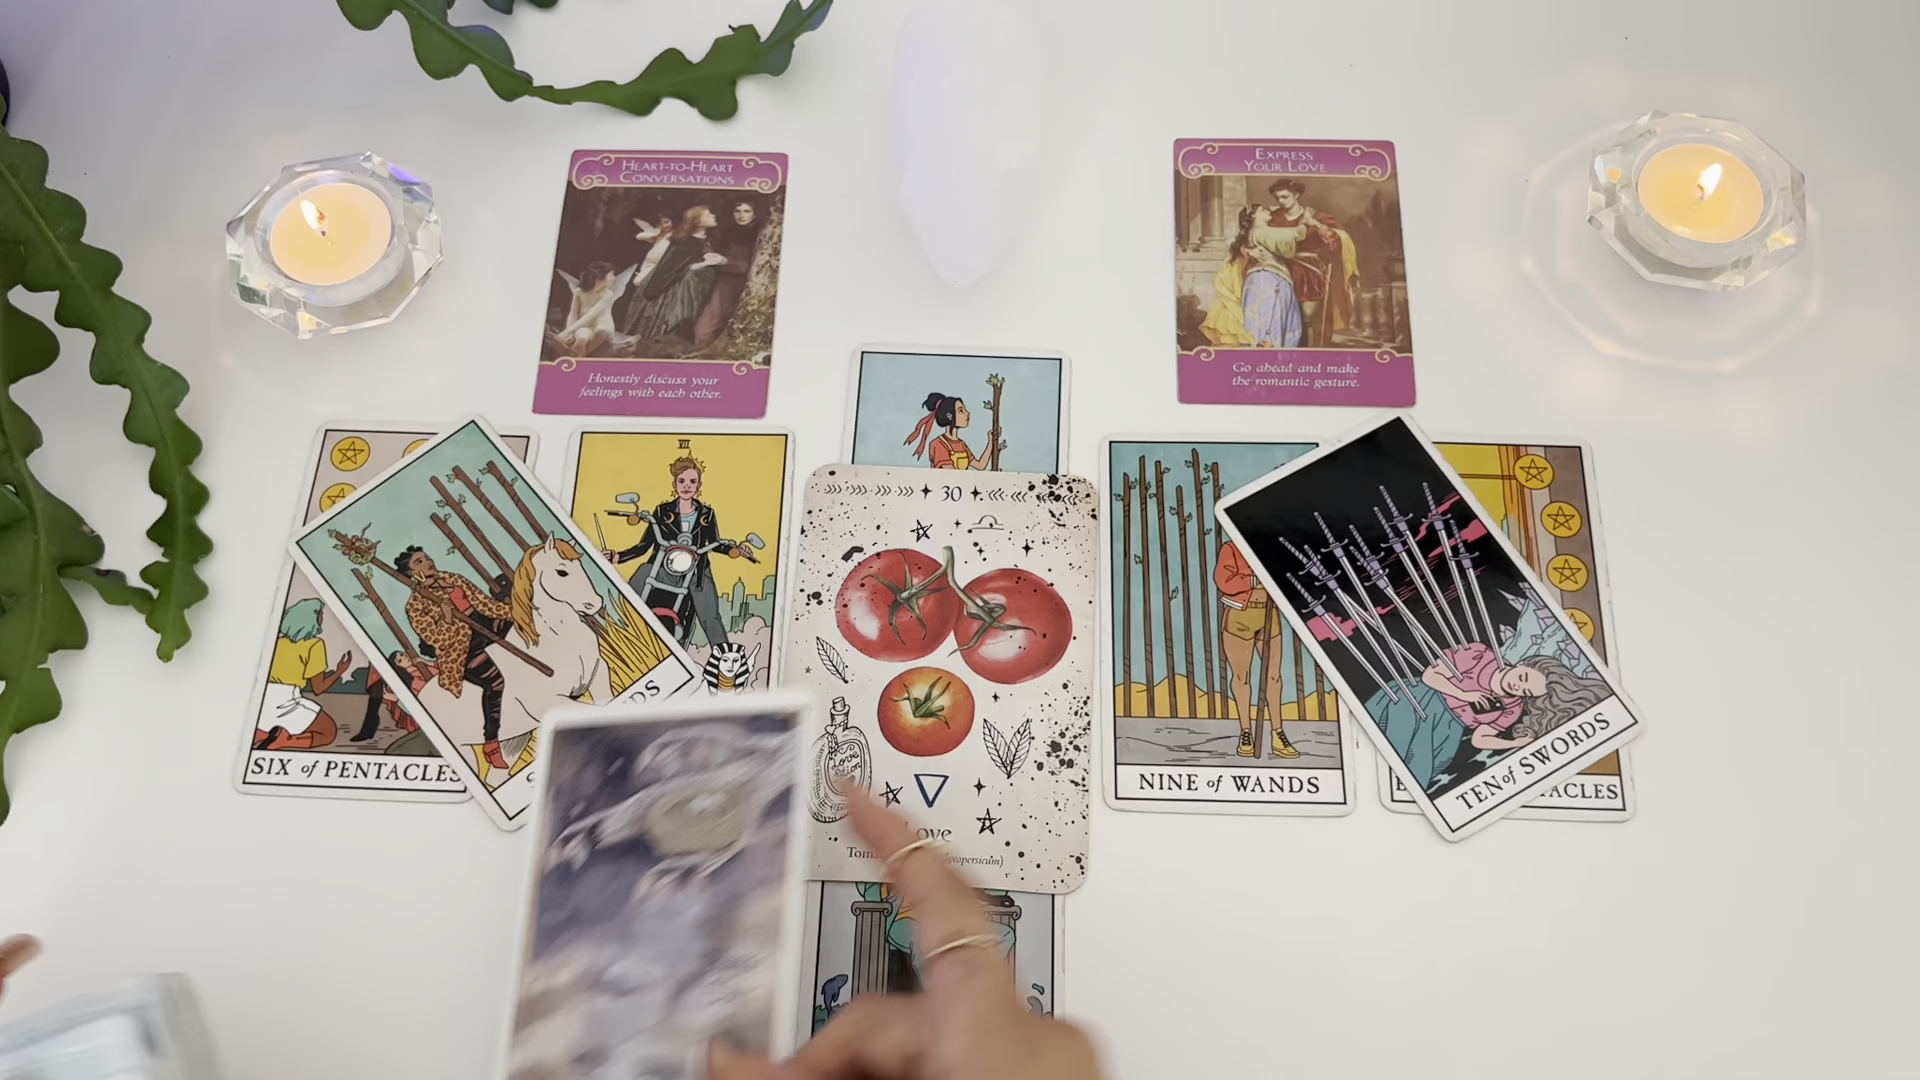 HEART-TO-HEART
CONVERSATIONS
Honestly discuss your
feelings with each other.
EXPRESS
YOUR LOVE
Go ahead and make
the romantic gesture.
VII
30
Love
Potion
SIX of PENTACLES
NINE of WANDS
TEN of SWORDS